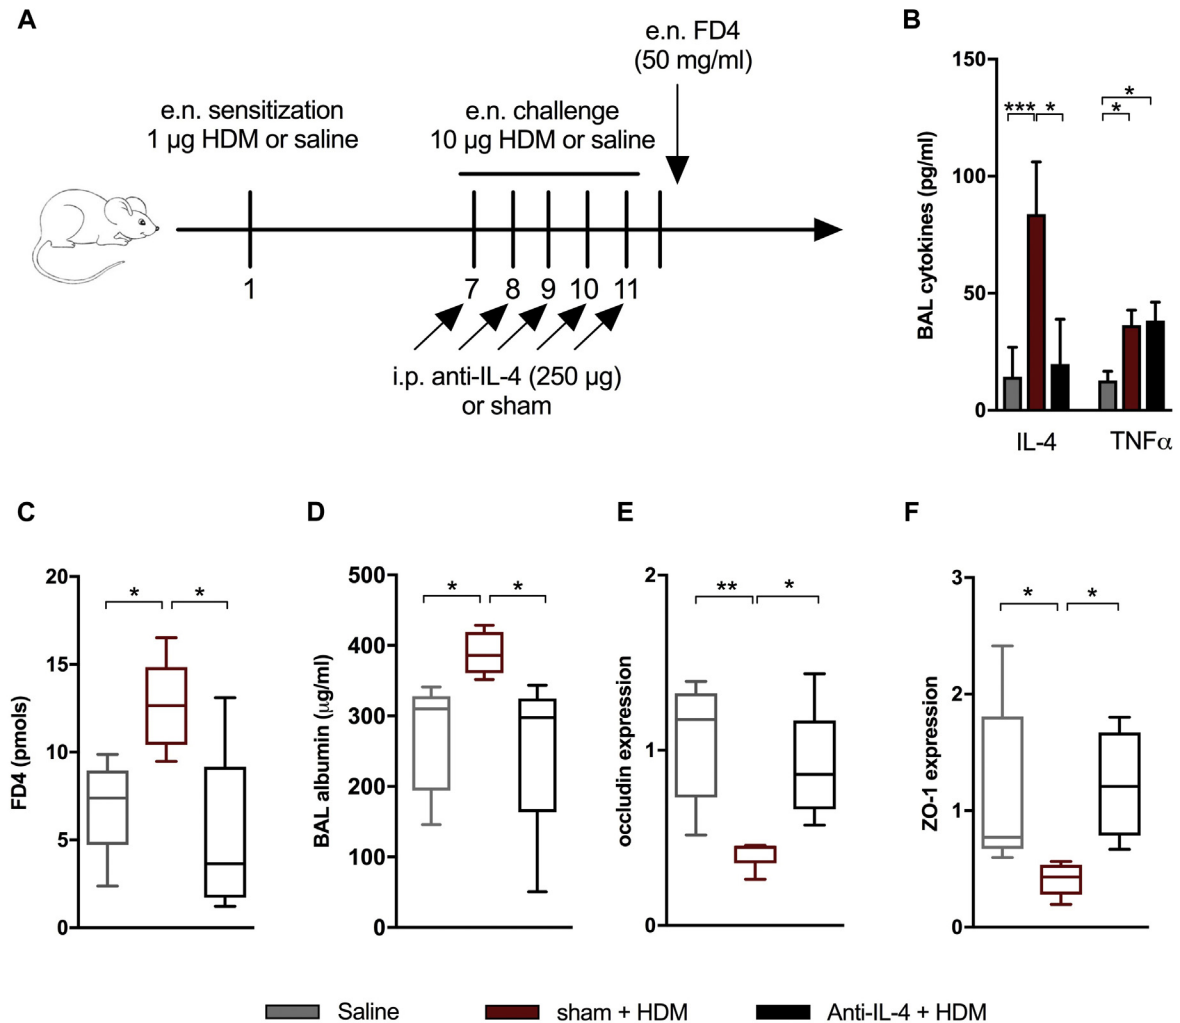 A
e.n. sensitization
1 µg HDM or saline
e.n. challenge
10 µg HDM or saline
e.n. FD4
(50 mg/ml)
1
7 8 9 10 11
i.p. anti-IL-4 (250 µg)
or sham
B
BAL cytokines (pg/ml)
150
100
50
0
*** *
*
*
IL-4 TNFα
C
FD4 (pmols)
20
15
10
5
0
* *
D
BAL albumin (µg/ml)
500
400
300
200
100
0
* *
E
occludin expression
2
1
0
** *
F
ZO-1 expression
3
2
1
0
* *
Saline sham + HDM Anti-IL-4 + HDM